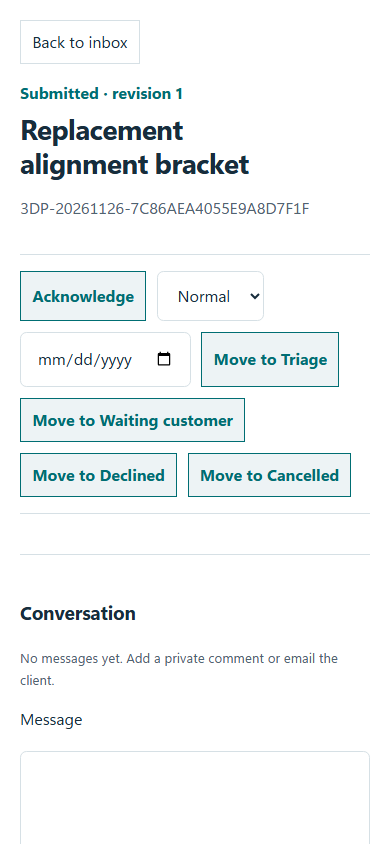 Back to inbox
Submitted · revision 1
Replacement
alignment bracket
3DP-20261126-7C86AEA4055E9A8D7F1F
Acknowledge
Normal
mm/dd/yyyy
Move to Triage
Move to Waiting customer
Move to Declined
Move to Cancelled
Conversation
No messages yet. Add a private comment or email the
client.
Message